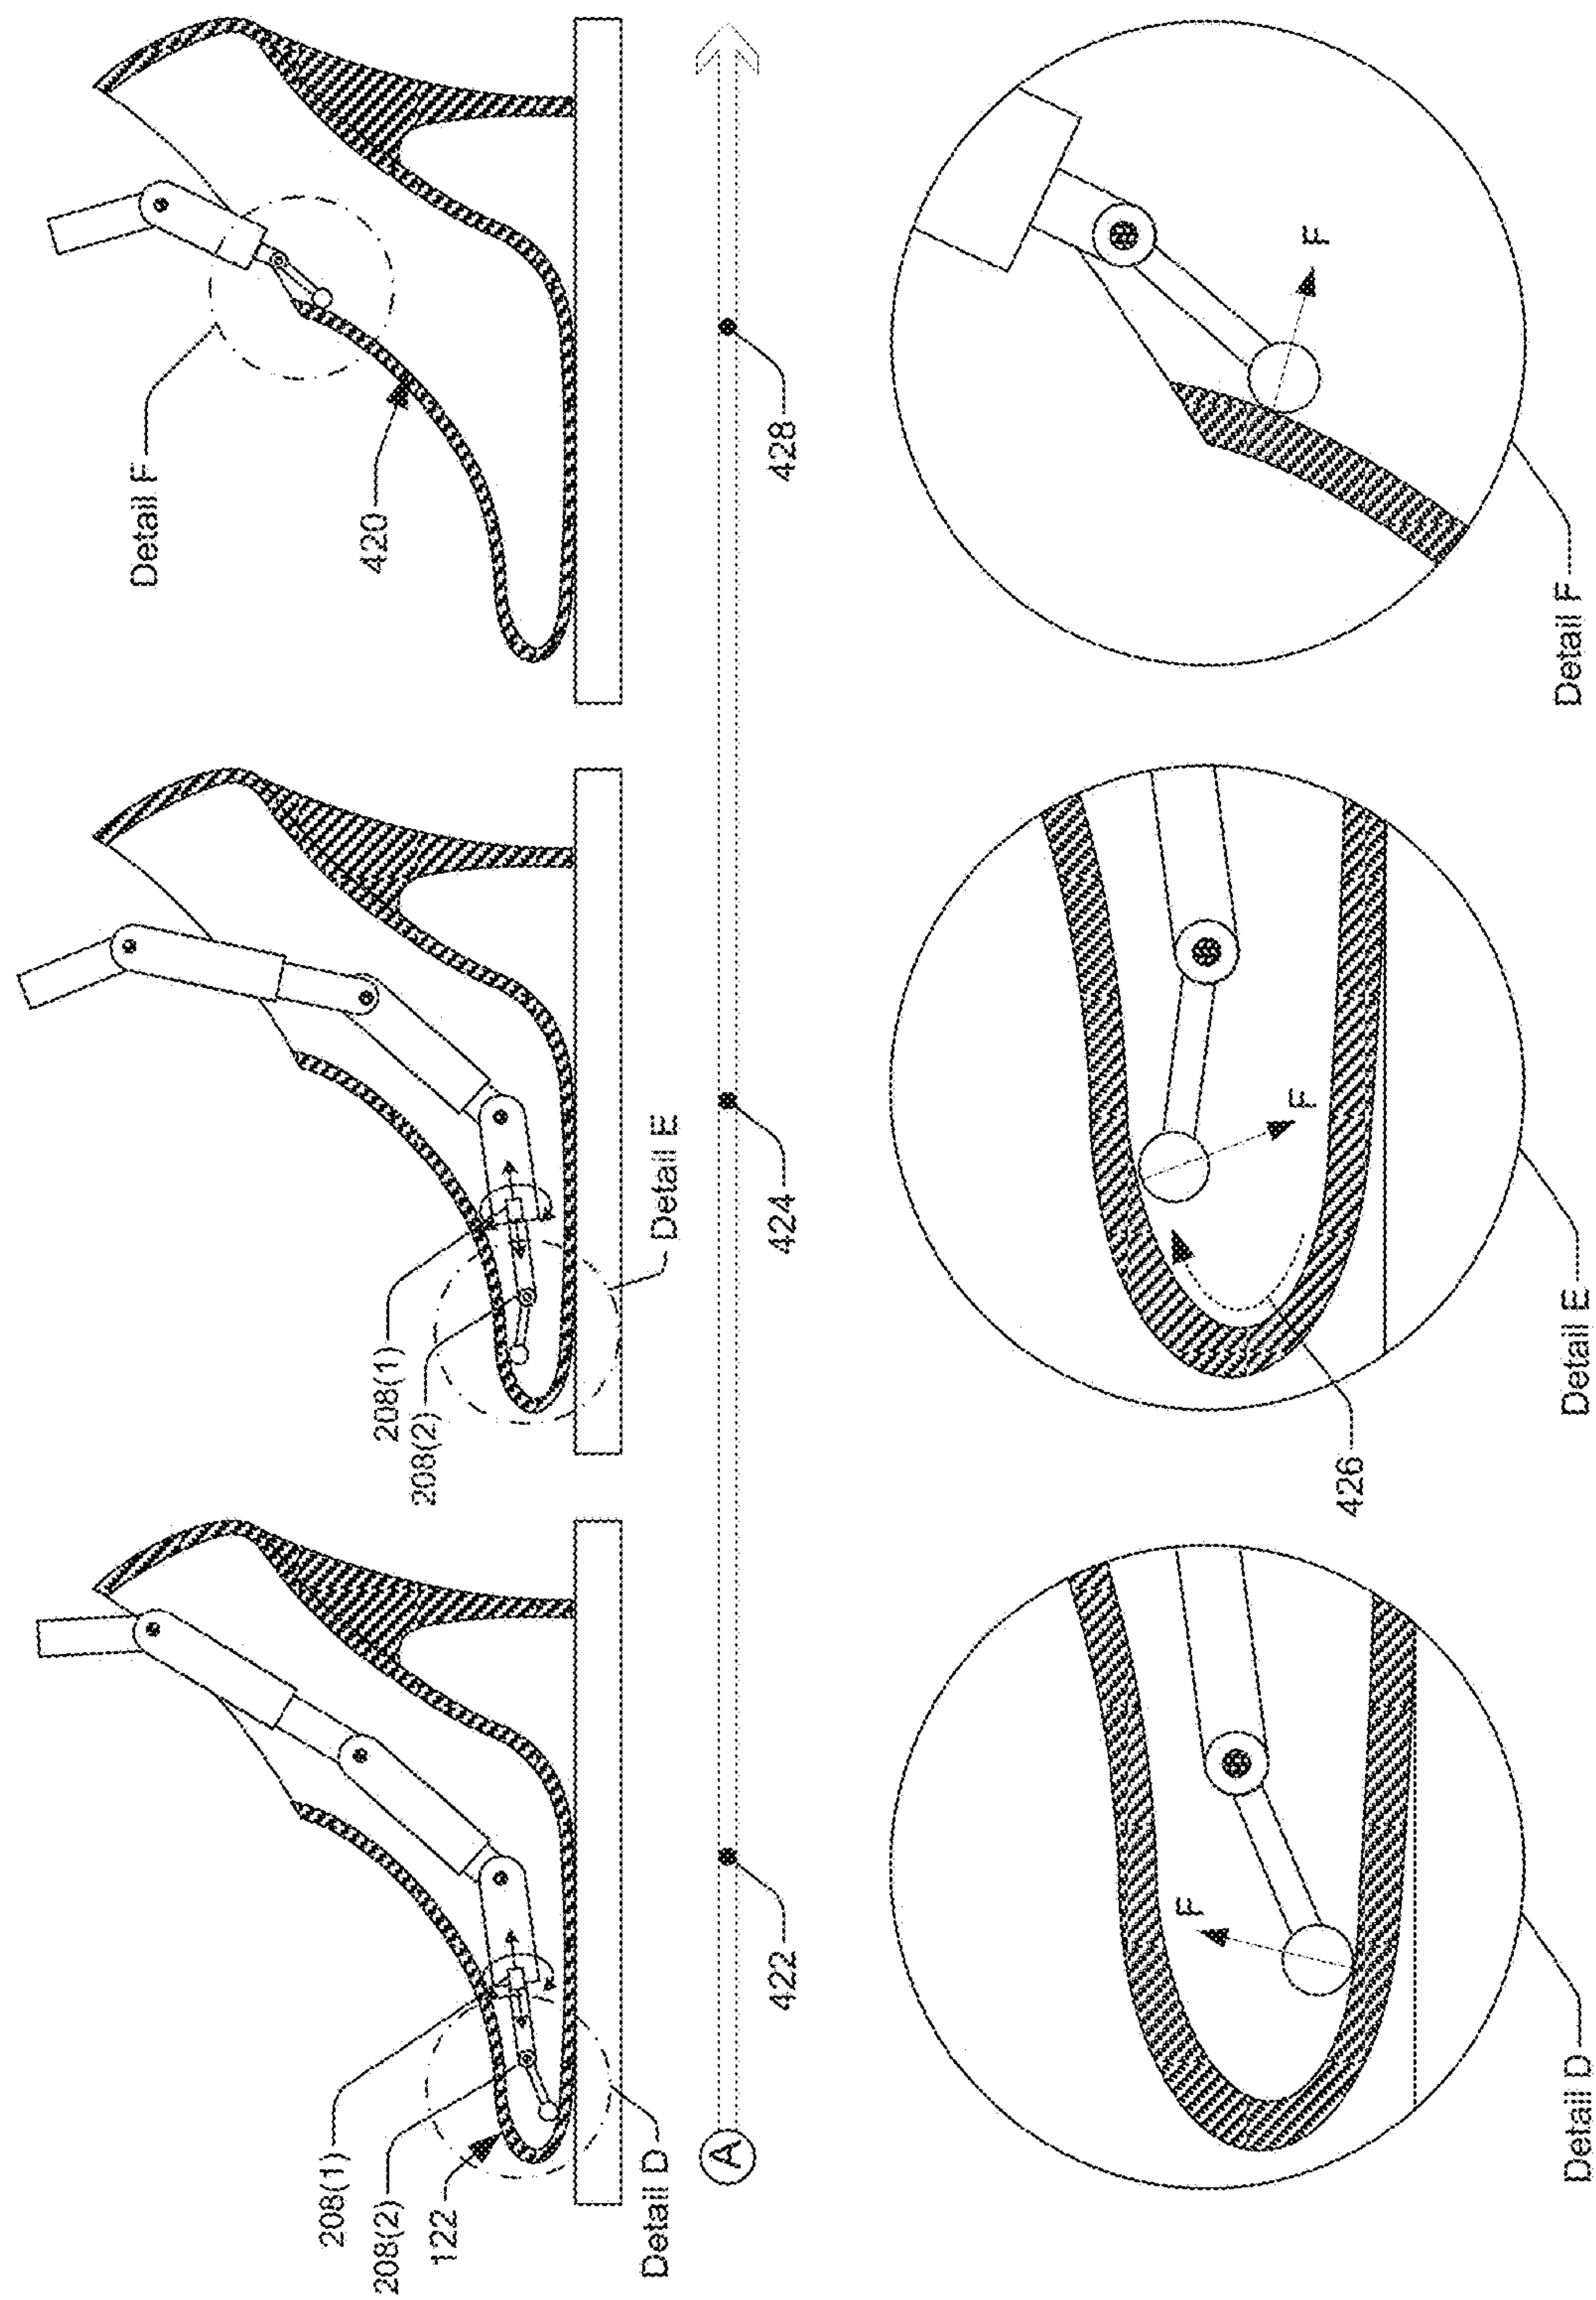 208(1)
208(2)
122
Detail D
208(1)
208(2)
Detail E
Detail F
420
A
422
424
428
F
Detail D
F
426
Detail E
F
Detail F